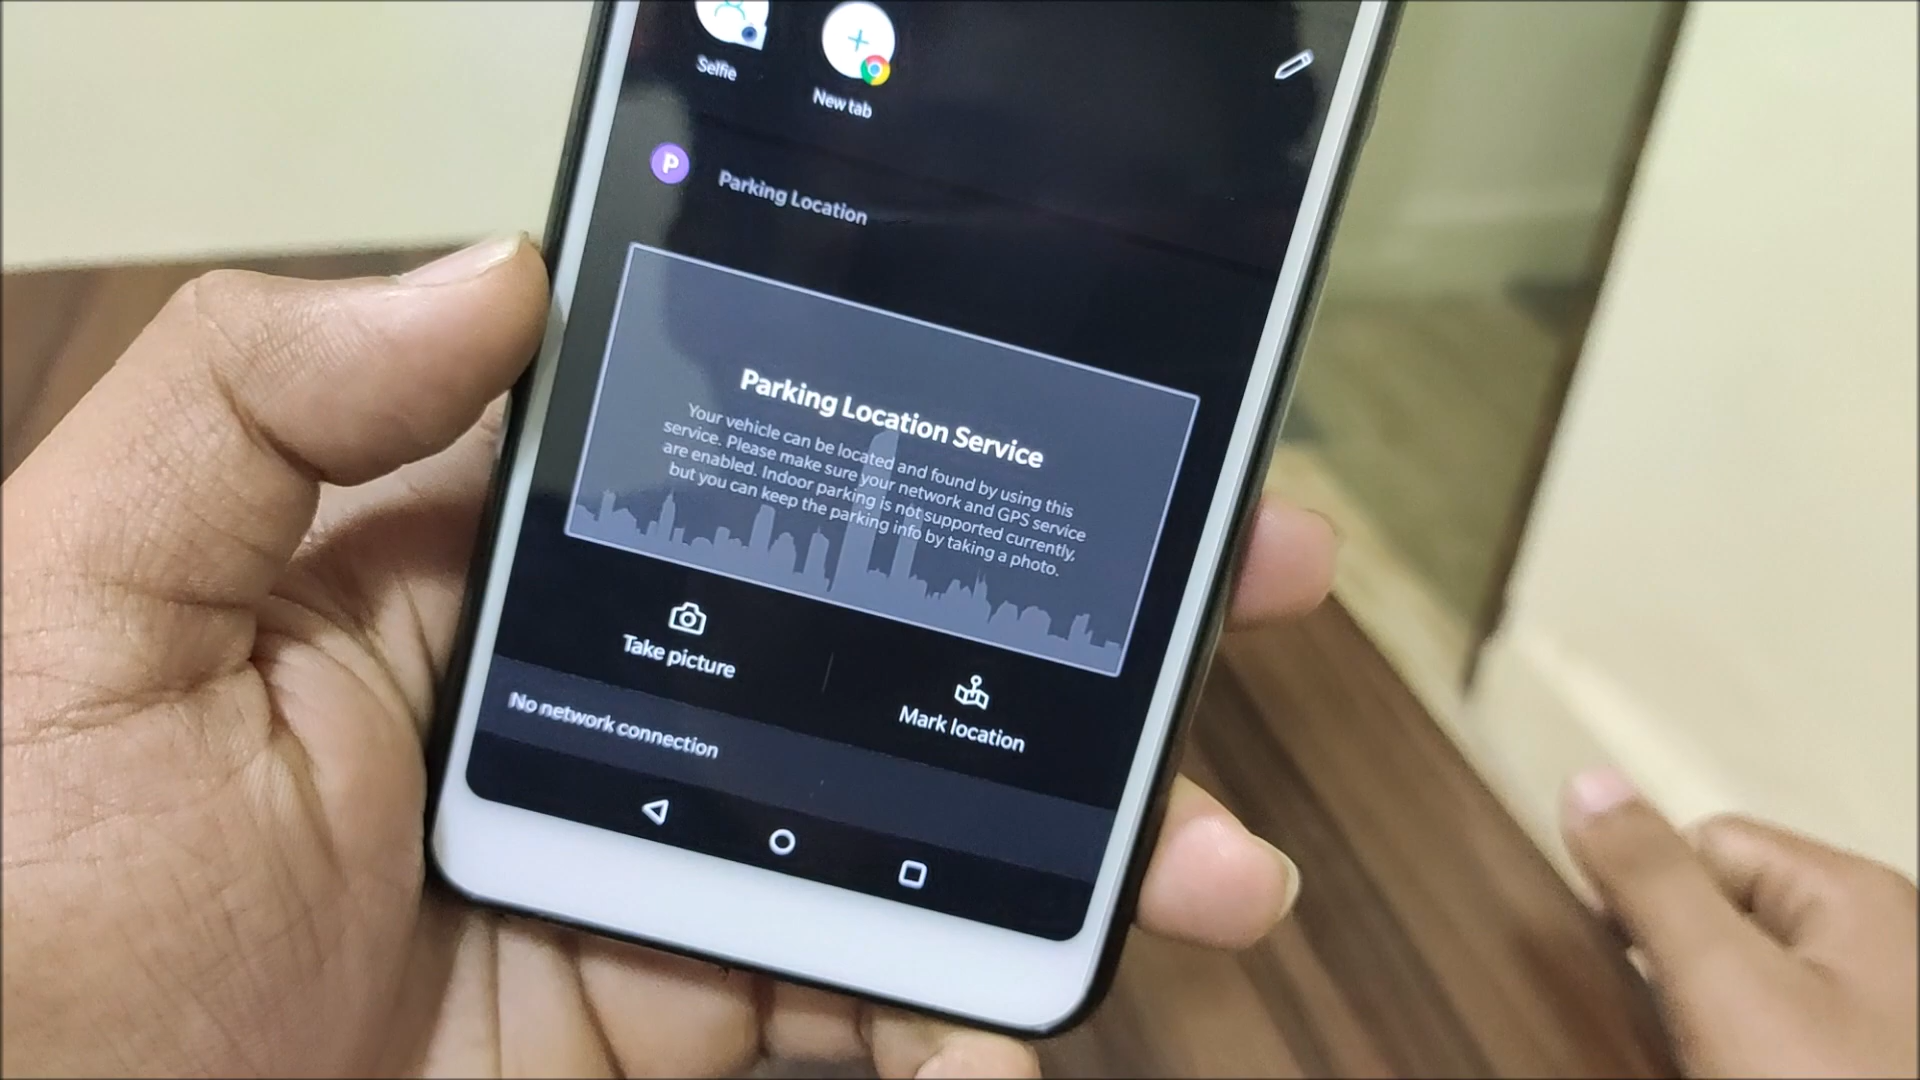 Selfie
New tab
P
Parking Location
Parking Location Service
Your vehicle can be located and found by using this
service. Please make sure your network and GPS service
are enabled. Indoor parking is not supported currently,
but you can keep the parking info by taking a photo.
Take picture
Mark location
No network connection